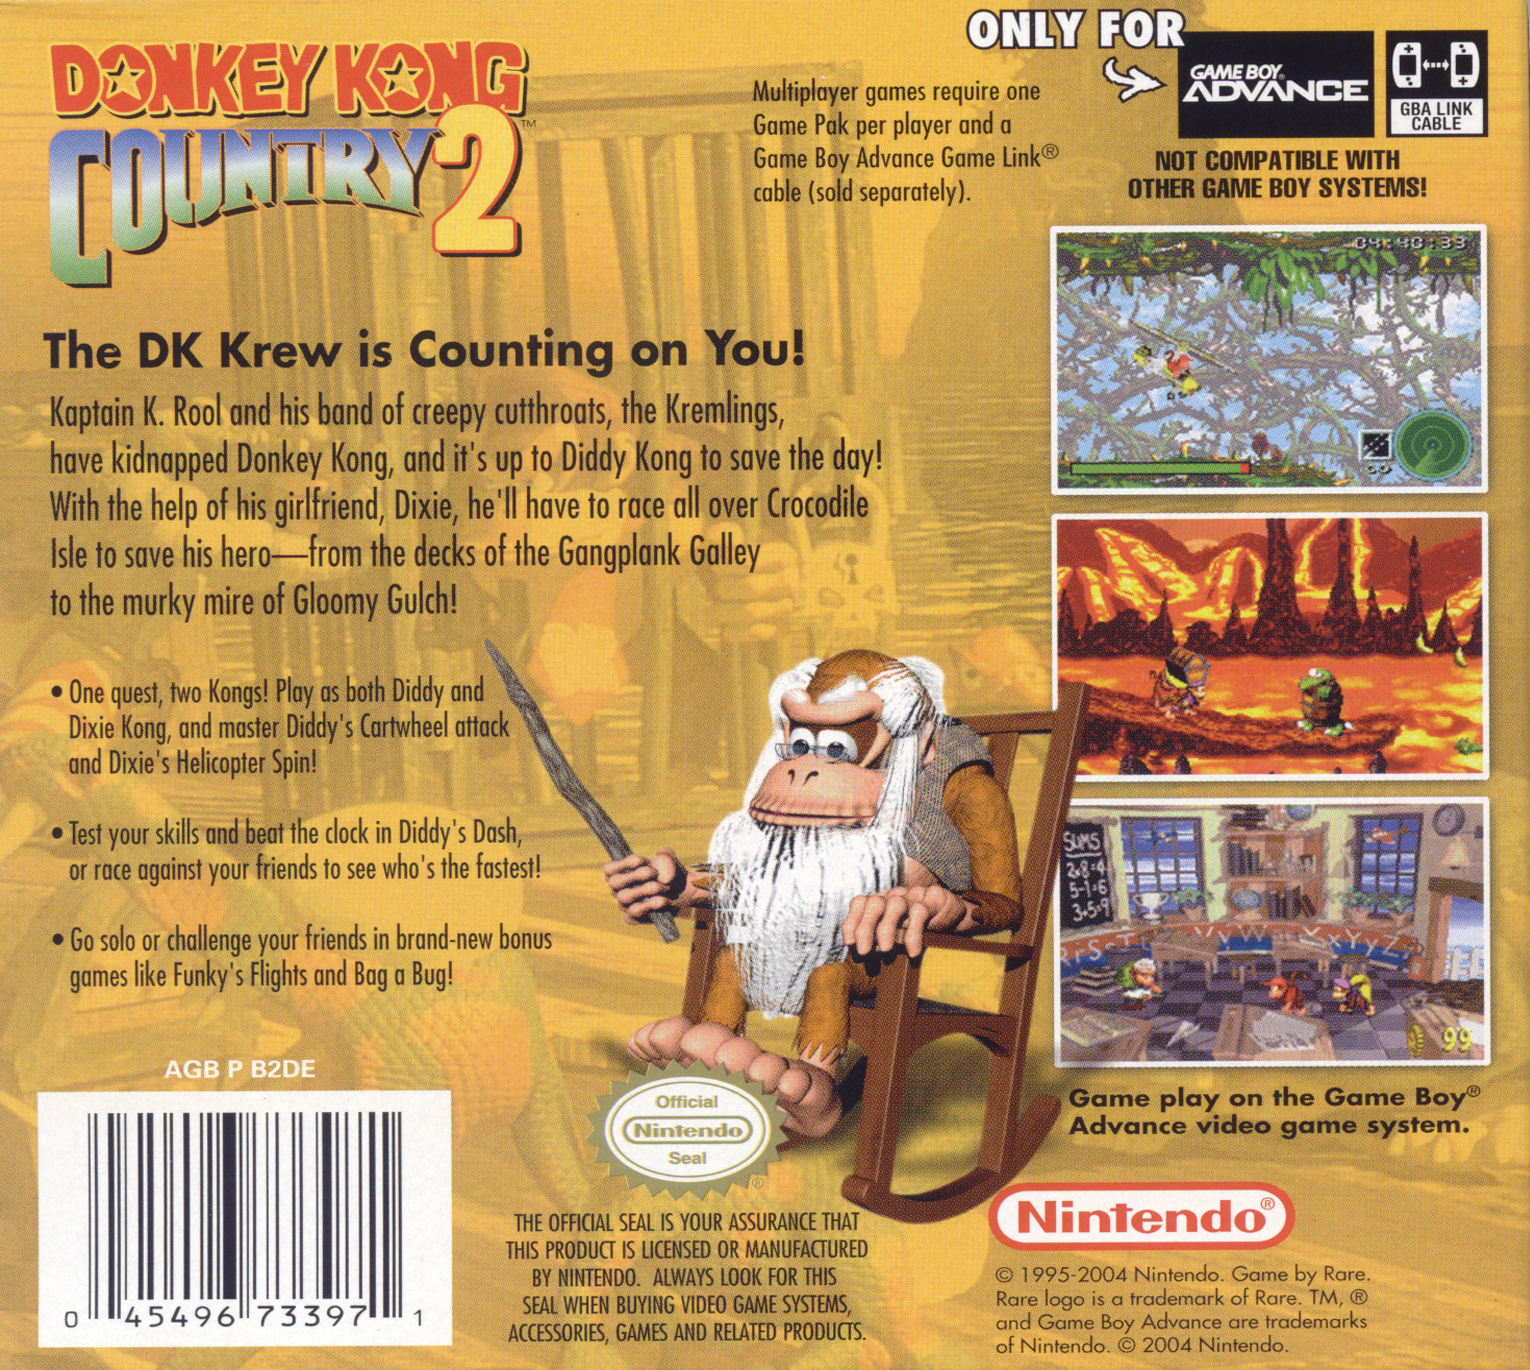 DONKEY KONG
COUNTRY 2™
ONLY FOR
GAME BOY®
ADVANCE
GBA LINK
CABLE
Multiplayer games require one
Game Pak per player and a
Game Boy Advance Game Link®
cable (sold separately).
NOT COMPATIBLE WITH
OTHER GAME BOY SYSTEMS!
The DK Krew is Counting on You!
Kaptain K. Rool and his band of creepy cutthroats, the Kremlings,
have kidnapped Donkey Kong, and it's up to Diddy Kong to save the day!
With the help of his girlfriend, Dixie, he'll have to race all over Crocodile
Isle to save his hero—from the decks of the Gangplank Galley
to the murky mire of Gloomy Gulch!
• One quest, two Kongs! Play as both Diddy and
Dixie Kong, and master Diddy's Cartwheel attack
and Dixie's Helicopter Spin!
• Test your skills and beat the clock in Diddy's Dash,
or race against your friends to see who's the fastest!
• Go solo or challenge your friends in brand-new bonus
games like Funky's Flights and Bag a Bug!
04:40:33
SUMS
2+8=4
5-1=6
3+5=9
99
Game play on the Game Boy®
Advance video game system.
AGB P B2DE
0 45496 73397 1
Official
Nintendo
Seal
®
THE OFFICIAL SEAL IS YOUR ASSURANCE THAT
THIS PRODUCT IS LICENSED OR MANUFACTURED
BY NINTENDO. ALWAYS LOOK FOR THIS
SEAL WHEN BUYING VIDEO GAME SYSTEMS,
ACCESSORIES, GAMES AND RELATED PRODUCTS.
Nintendo®
© 1995-2004 Nintendo. Game by Rare.
Rare logo is a trademark of Rare. TM, ®
and Game Boy Advance are trademarks
of Nintendo. © 2004 Nintendo.